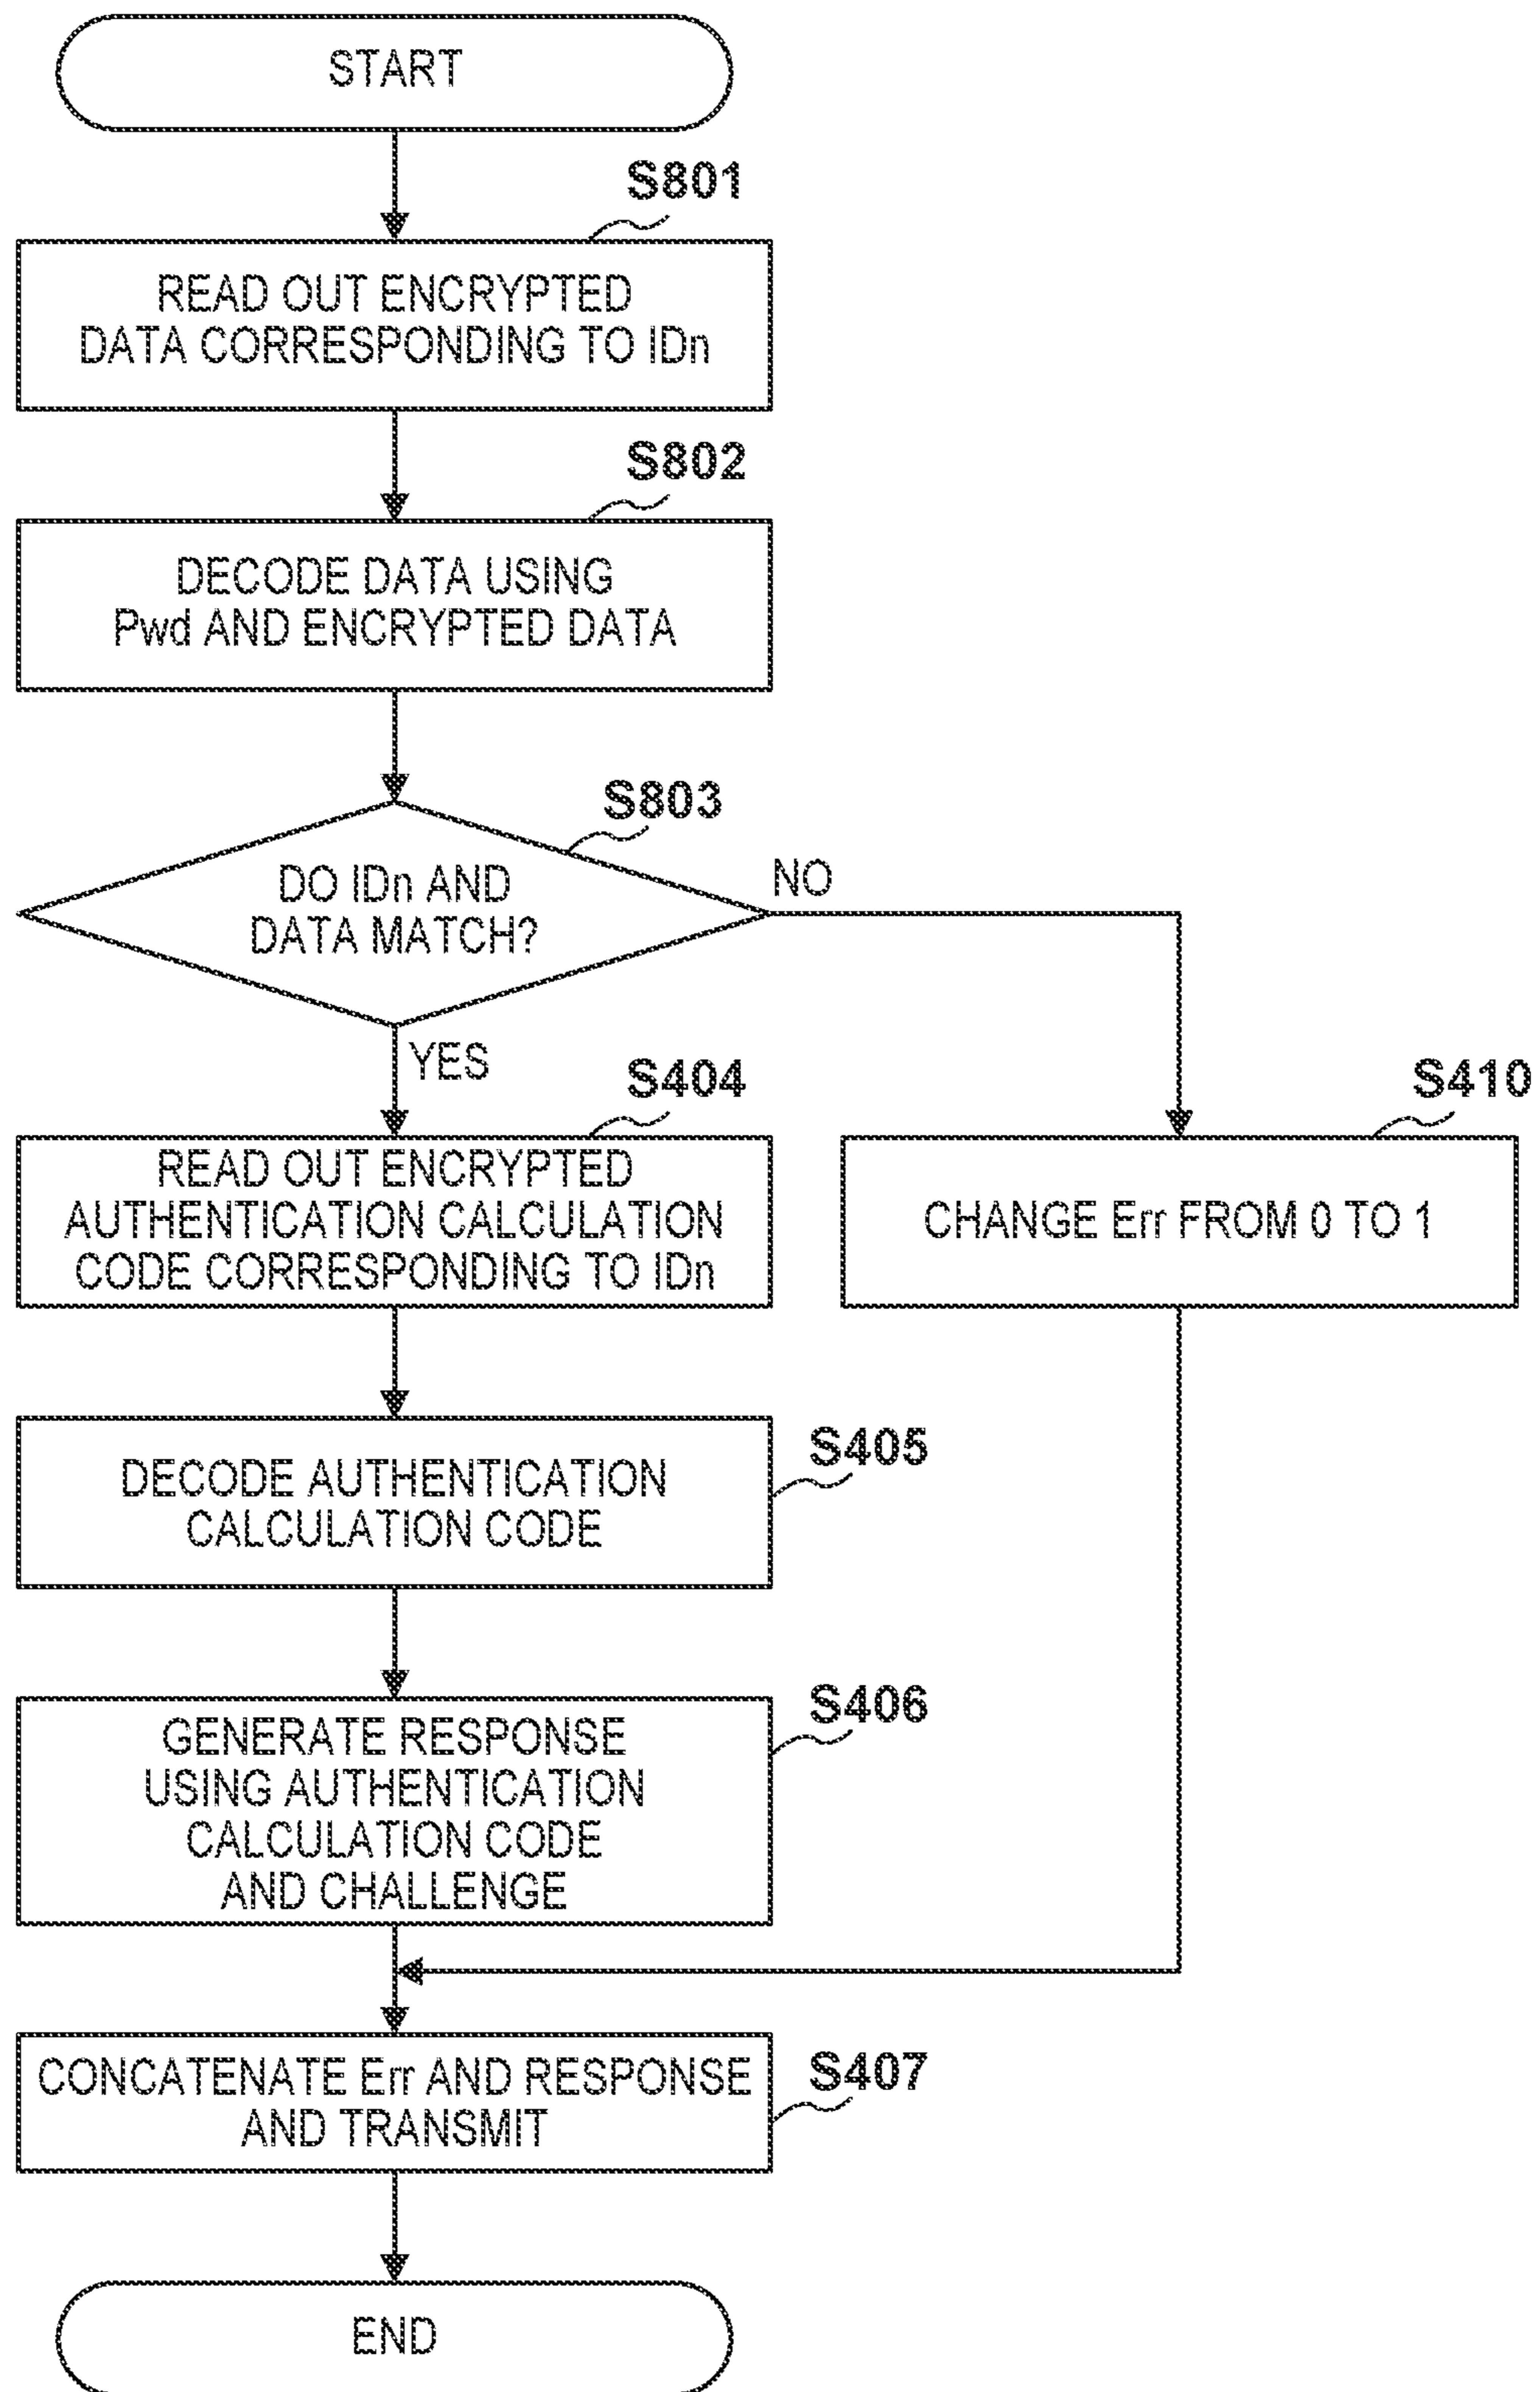 START
S801
READ OUT ENCRYPTED
DATA CORRESPONDING TO IDn
S802
DECODE DATA USING
Pwd AND ENCRYPTED DATA
S803
DO IDn AND
DATA MATCH?
NO
YES
S404
READ OUT ENCRYPTED
AUTHENTICATION CALCULATION
CODE CORRESPONDING TO IDn
S410
CHANGE Err FROM 0 TO 1
S405
DECODE AUTHENTICATION
CALCULATION CODE
S406
GENERATE RESPONSE
USING AUTHENTICATION
CALCULATION CODE
AND CHALLENGE
S407
CONCATENATE Err AND RESPONSE
AND TRANSMIT
END